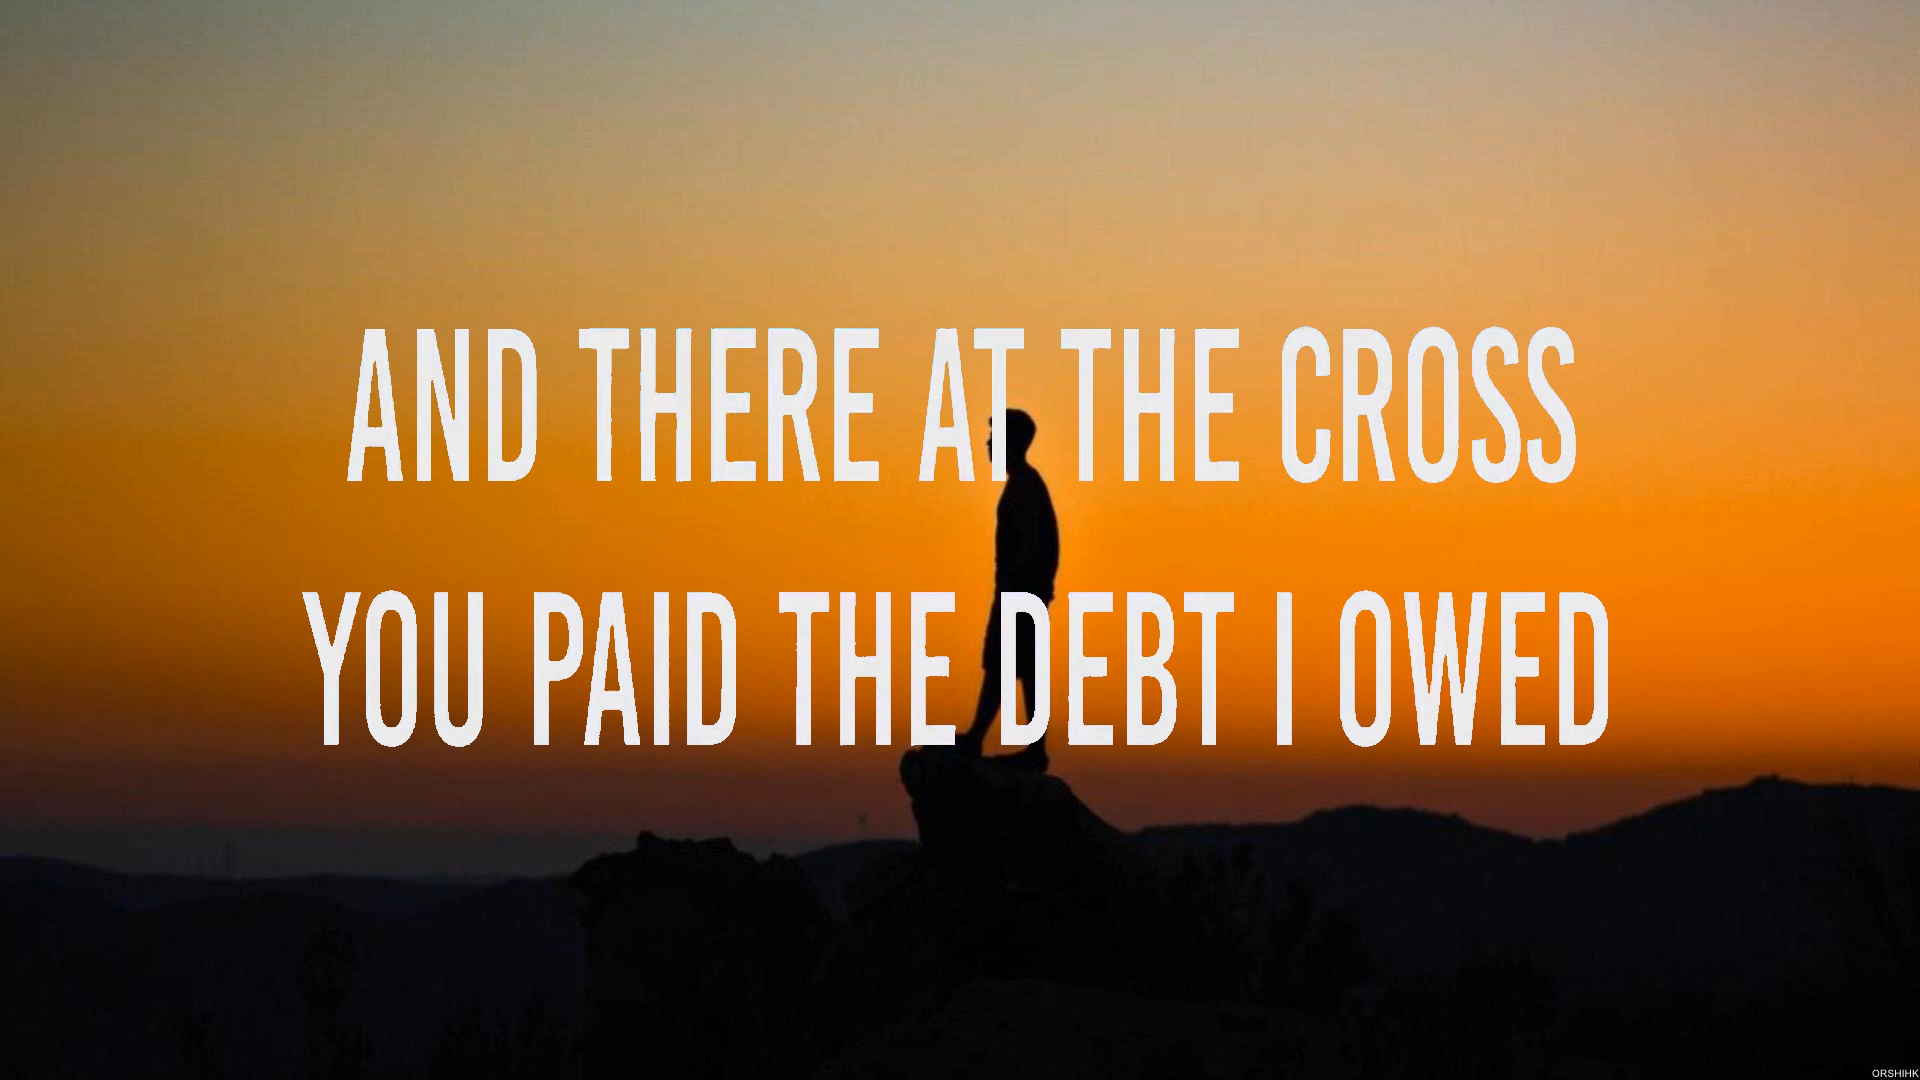 AND THERE AT THE CROSS
YOU PAID THE DEBT I OWED
ORSHIHK